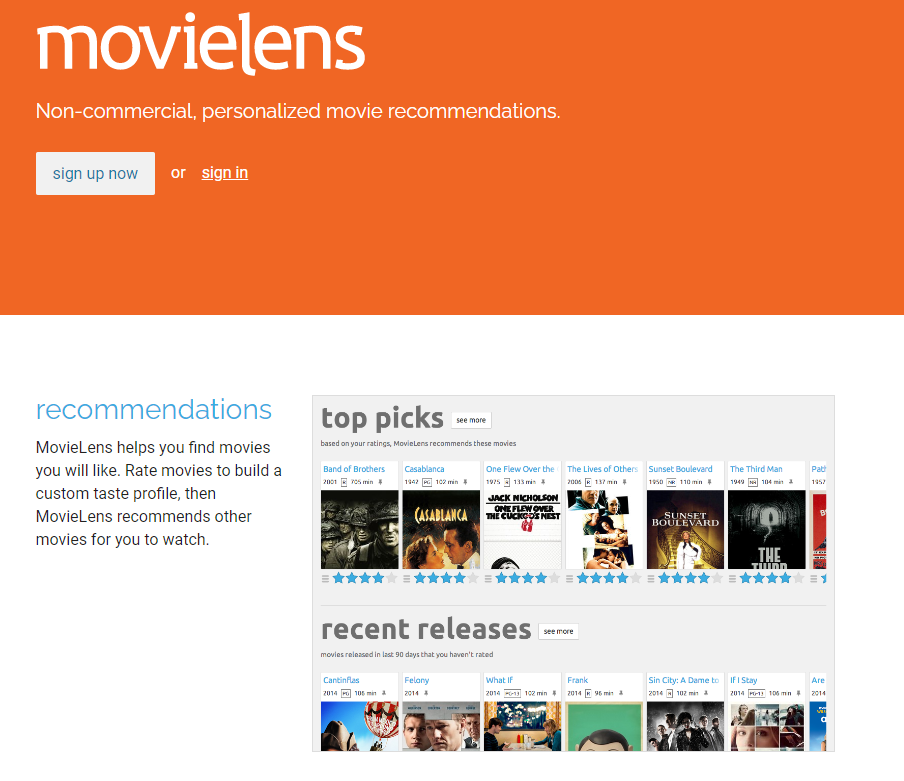 movielens
Non-commercial, personalized movie recommendations.
sign up now or sign in
recommendations
MovieLens helps you find movies
you will like. Rate movies to build a
custom taste profile, then
MovieLens recommends other
movies for you to watch.
top picks see more
based on your ratings, MovieLens recommends these movies
Band of Brothers Casablanca One Flew Over the The Lives of Others Sunset Boulevard The Third Man Path
2001 R 705 min 1942 PG 102 min 1975 R 133 min 2006 R 137 min 1950 NR 110 min 1949 NR 104 min 1957
CASABLANCA
JACK NICHOLSON
ONE FLEW OVER
THE CUCKOO'S NEST
SUNSET
BOULEVARD
THE
THIRD
recent releases see more
movies released in last 90 days that you haven't rated
Cantinflas Felony What If Frank Sin City: A Dame to If I Stay Are
2014 PG 106 min 2014 2014 PG-13 102 min 2014 R 96 min 2014 R 102 min 2014 PG-13 106 min 2014